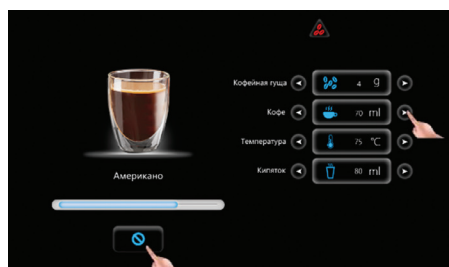 Кофейная гуща 4 g
Кофе 70 ml
Температура 75 °C
Кипяток 80 ml
Американо